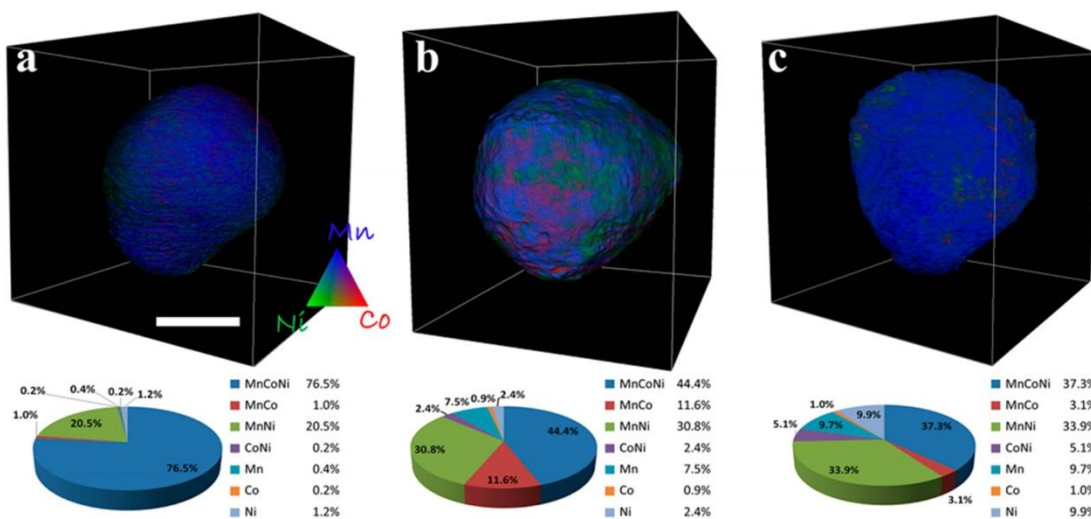 a
b
c
Mn
Ni
Co
0.2%
0.4%
0.2%
1.2%
1.0%
20.5%
76.5%
MnCoNi 76.5%
MnCo 1.0%
MnNi 20.5%
CoNi 0.2%
Mn 0.4%
Co 0.2%
Ni 1.2%
2.4%
7.5%
0.9%
2.4%
30.8%
44.4%
11.6%
MnCoNi 44.4%
MnCo 11.6%
MnNi 30.8%
CoNi 2.4%
Mn 7.5%
Co 0.9%
Ni 2.4%
5.1%
1.0%
9.7%
9.9%
37.3%
33.9%
3.1%
MnCoNi 37.3%
MnCo 3.1%
MnNi 33.9%
CoNi 5.1%
Mn 9.7%
Co 1.0%
Ni 9.9%